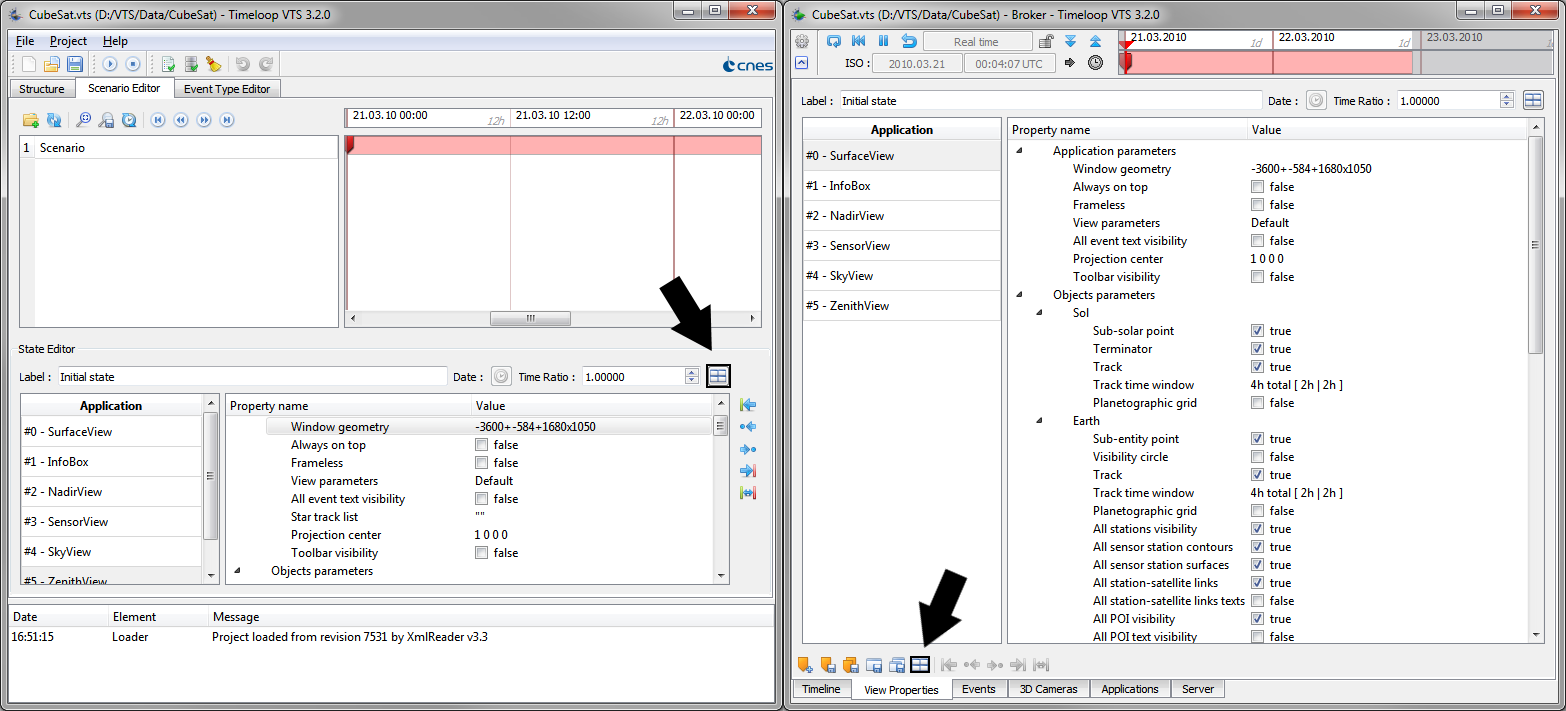 CubeSat.vts (D:/VTS/Data/CubeSat) - Timeloop VTS 3.2.0
File Project Help
cnes
Structure Scenario Editor Event Type Editor
21.03.10 00:00 12h 21.03.10 12:00 12h 22.03.10 00:00
1 Scenario
State Editor
Label : Initial state Date : Time Ratio : 1.00000
Application Property name Value
#0 - SurfaceView
#1 - InfoBox
#2 - NadirView
#3 - SensorView
#4 - SkyView
#5 - ZenithView
Window geometry -3600+-584+1680x1050
Always on top false
Frameless false
View parameters Default
All event text visibility false
Star track list ""
Projection center 1 0 0 0
Toolbar visibility false
Objects parameters
Date Element Message
16:51:15 Loader Project loaded from revision 7531 by XmlReader v3.3
CubeSat.vts (D:/VTS/Data/CubeSat) - Broker - Timeloop VTS 3.2.0
Real time
ISO : 2010.03.21 00:04:07 UTC
21.03.2010 1d 22.03.2010 1d 23.03.2010
Label : Initial state Date : Time Ratio : 1.00000
Application
#0 - SurfaceView
#1 - InfoBox
#2 - NadirView
#3 - SensorView
#4 - SkyView
#5 - ZenithView
Property name Value
Application parameters
Window geometry -3600+-584+1680x1050
Always on top false
Frameless false
View parameters Default
All event text visibility false
Projection center 1 0 0 0
Toolbar visibility false
Objects parameters
Sol
Sub-solar point true
Terminator true
Track true
Track time window 4h total [ 2h | 2h ]
Planetographic grid false
Earth
Sub-entity point true
Visibility circle false
Track true
Track time window 4h total [ 2h | 2h ]
Planetographic grid false
All stations visibility true
All sensor station contours true
All sensor station surfaces true
All station-satellite links true
All station-satellite links texts false
All POI visibility true
All POI text visibility false
Timeline View Properties Events 3D Cameras Applications Server